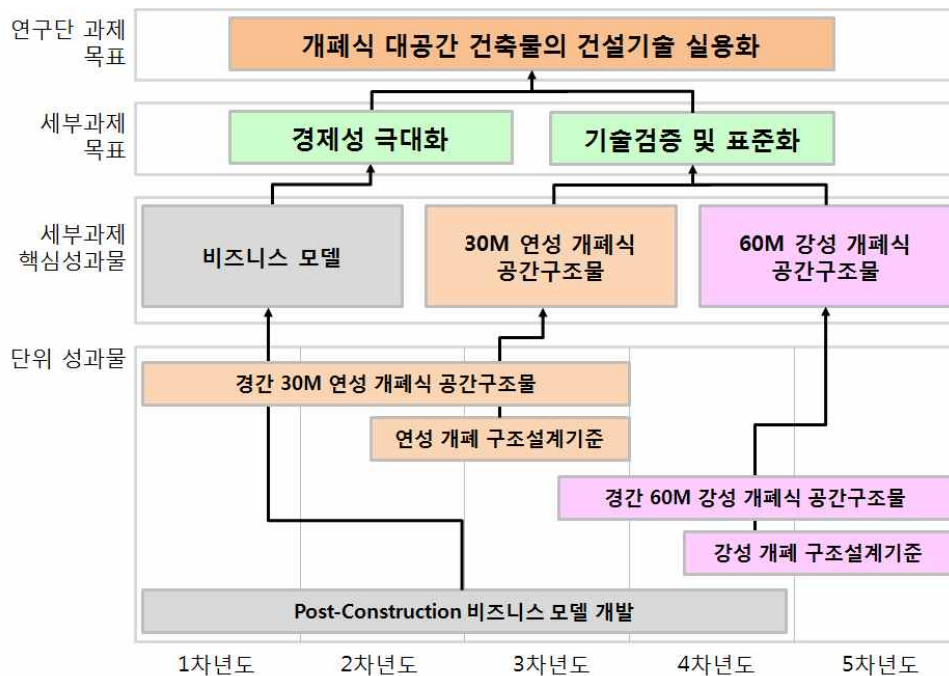 연구단 과제
목표
개폐식 대공간 건축물의 건설기술 실용화
세부과제
목표
경제성 극대화
기술검증 및 표준화
세부과제
핵심성과물
비즈니스 모델
30M 연성 개폐식
공간구조물
60M 강성 개폐식
공간구조물
단위 성과물
경간 30M 연성 개폐식 공간구조물
연성 개폐 구조설계기준
경간 60M 강성 개폐식 공간구조물
강성 개폐 구조설계기준
Post-Construction 비즈니스 모델 개발
1차년도
2차년도
3차년도
4차년도
5차년도